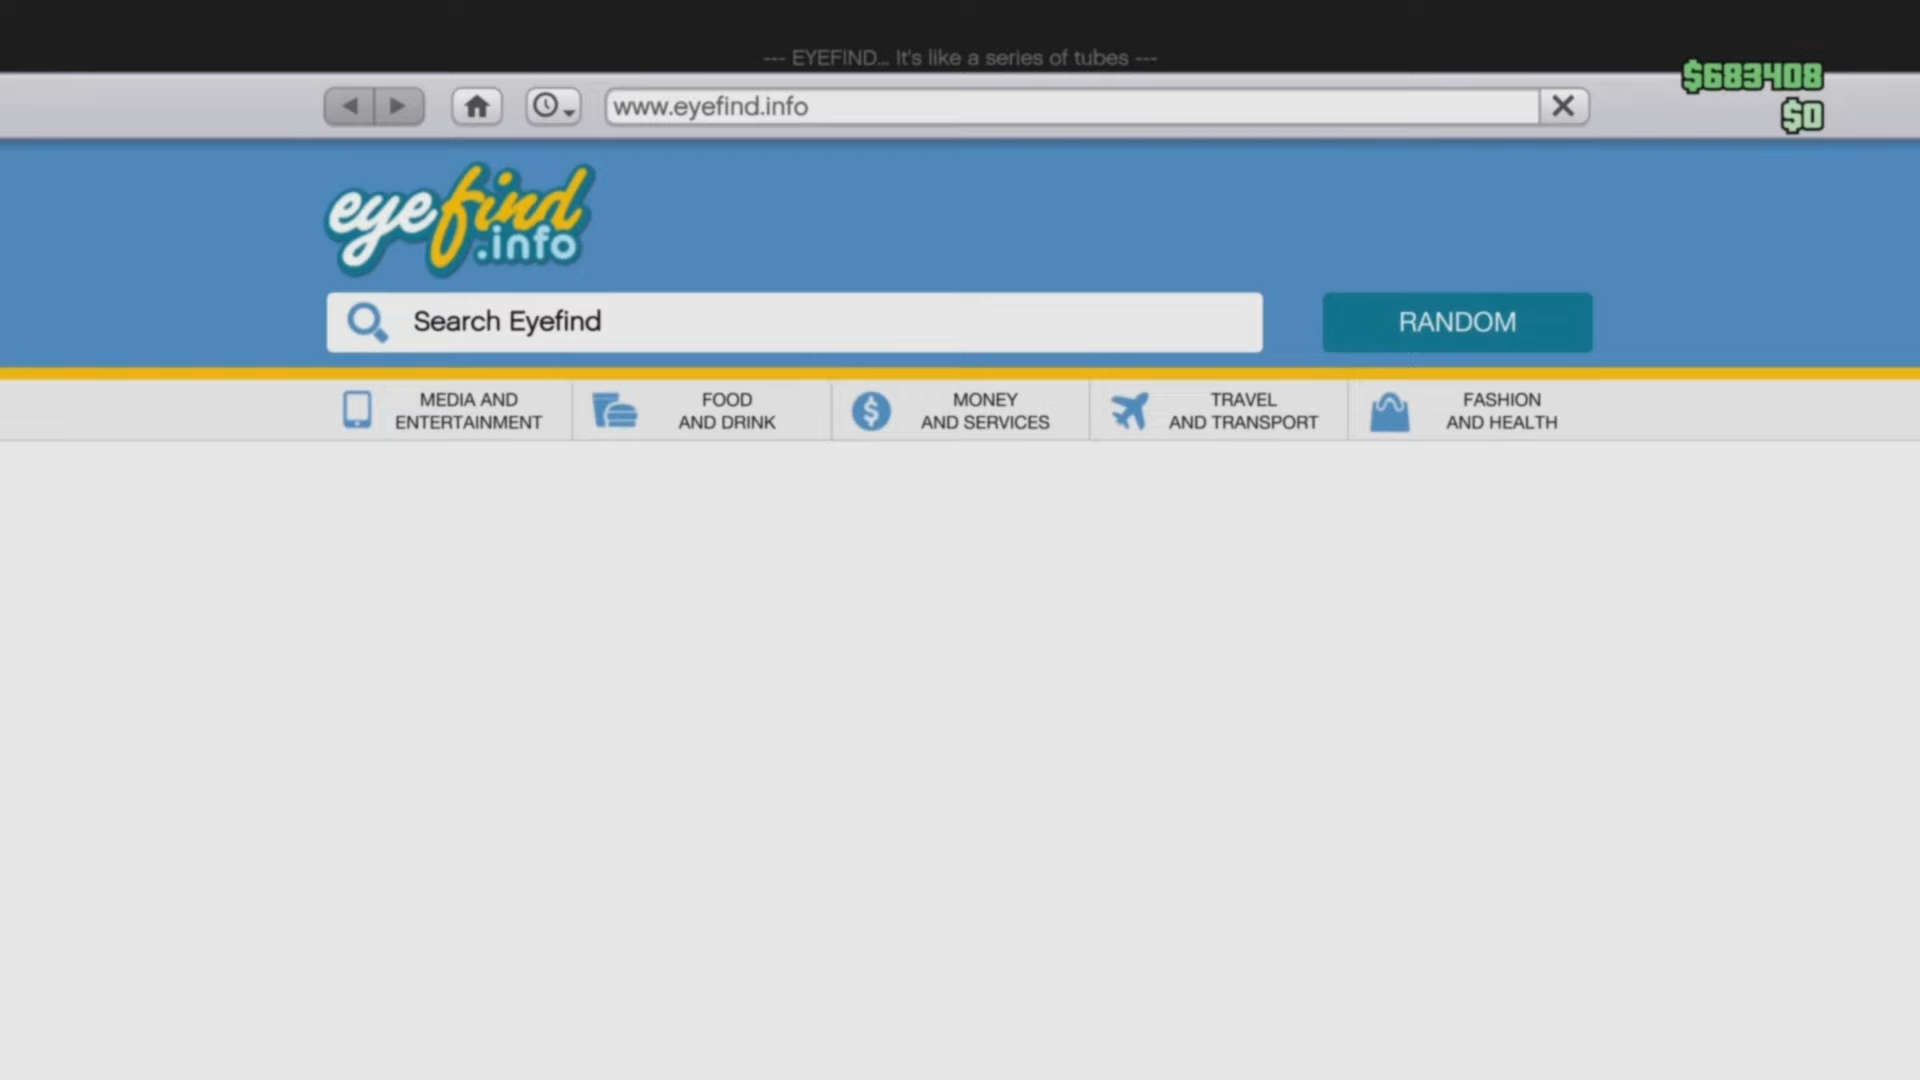 --- EYEFIND... It's like a series of tubes ---
$683408
www.eyefind.info
$0
eyefind
.info
Search Eyefind
RANDOM
MEDIA AND
ENTERTAINMENT
FOOD
AND DRINK
MONEY
AND SERVICES
TRAVEL
AND TRANSPORT
FASHION
AND HEALTH